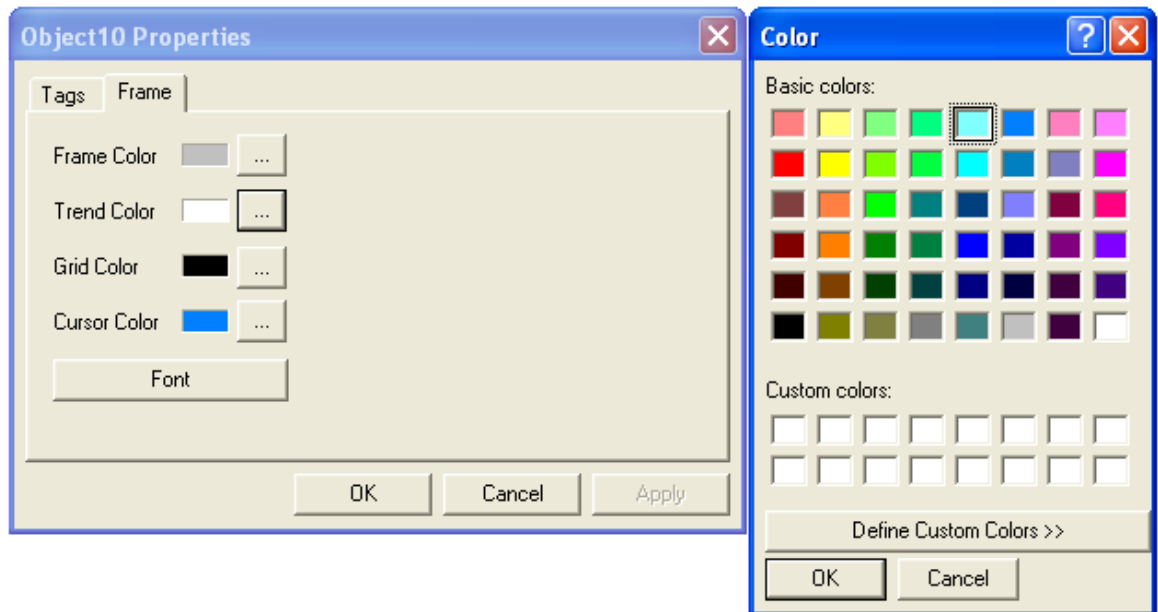 Object10 Properties
Tags Frame
Frame Color ...
Trend Color ...
Grid Color ...
Cursor Color ...
Font
OK Cancel Apply
Color ?
Basic colors:
Custom colors:
Define Custom Colors >>
OK Cancel